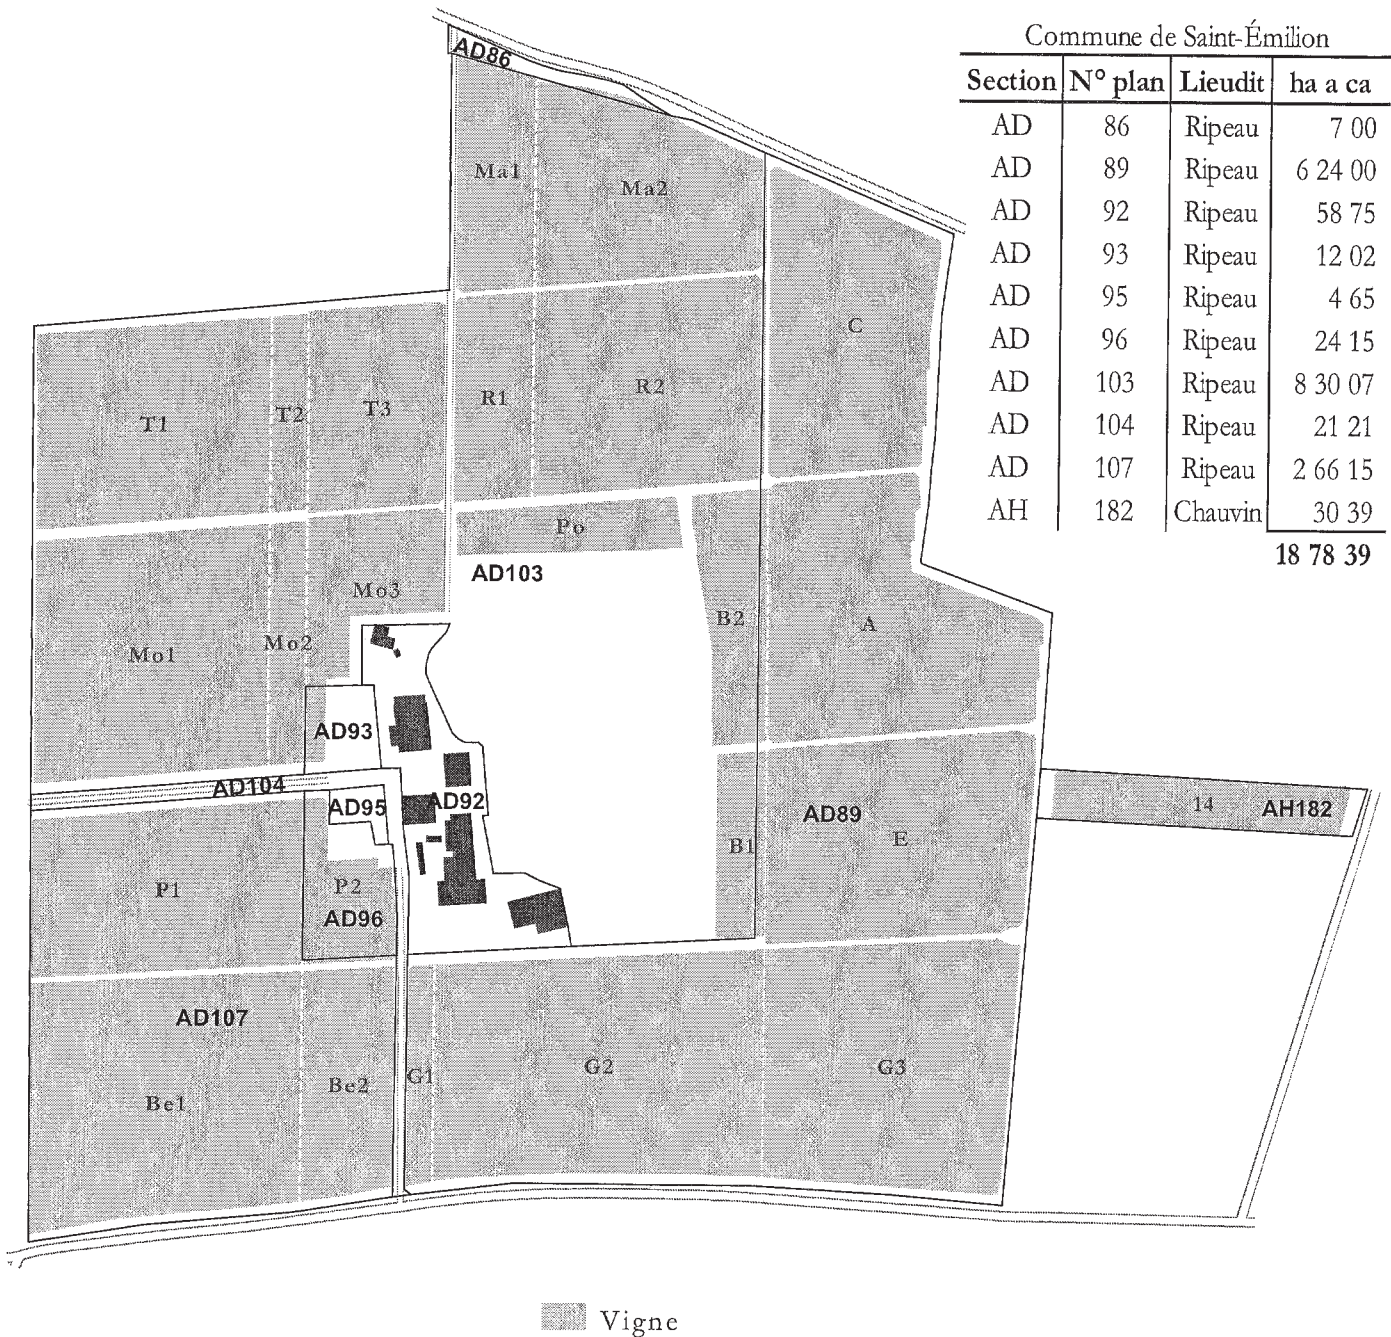 Commune de Saint-Émilion
Section N° plan Lieudit ha a ca
AD 86 Ripeau 7 00
AD 89 Ripeau 6 24 00
AD 92 Ripeau 58 75
AD 93 Ripeau 12 02
AD 95 Ripeau 4 65
AD 96 Ripeau 24 15
AD 103 Ripeau 8 30 07
AD 104 Ripeau 21 21
AD 107 Ripeau 2 66 15
AH 182 Chauvin 30 39
18 78 39
AD86
Ma1 Ma2
C
T1 T2 T3 R1 R2
Po
AD103
Mo3
B2 A
Mo1 Mo2
AD93
AD104
AD95 AD92 AD89 14 AH182
B1 E
P1 P2
AD96
AD107
Be1 Be2 G1 G2 G3
Vigne